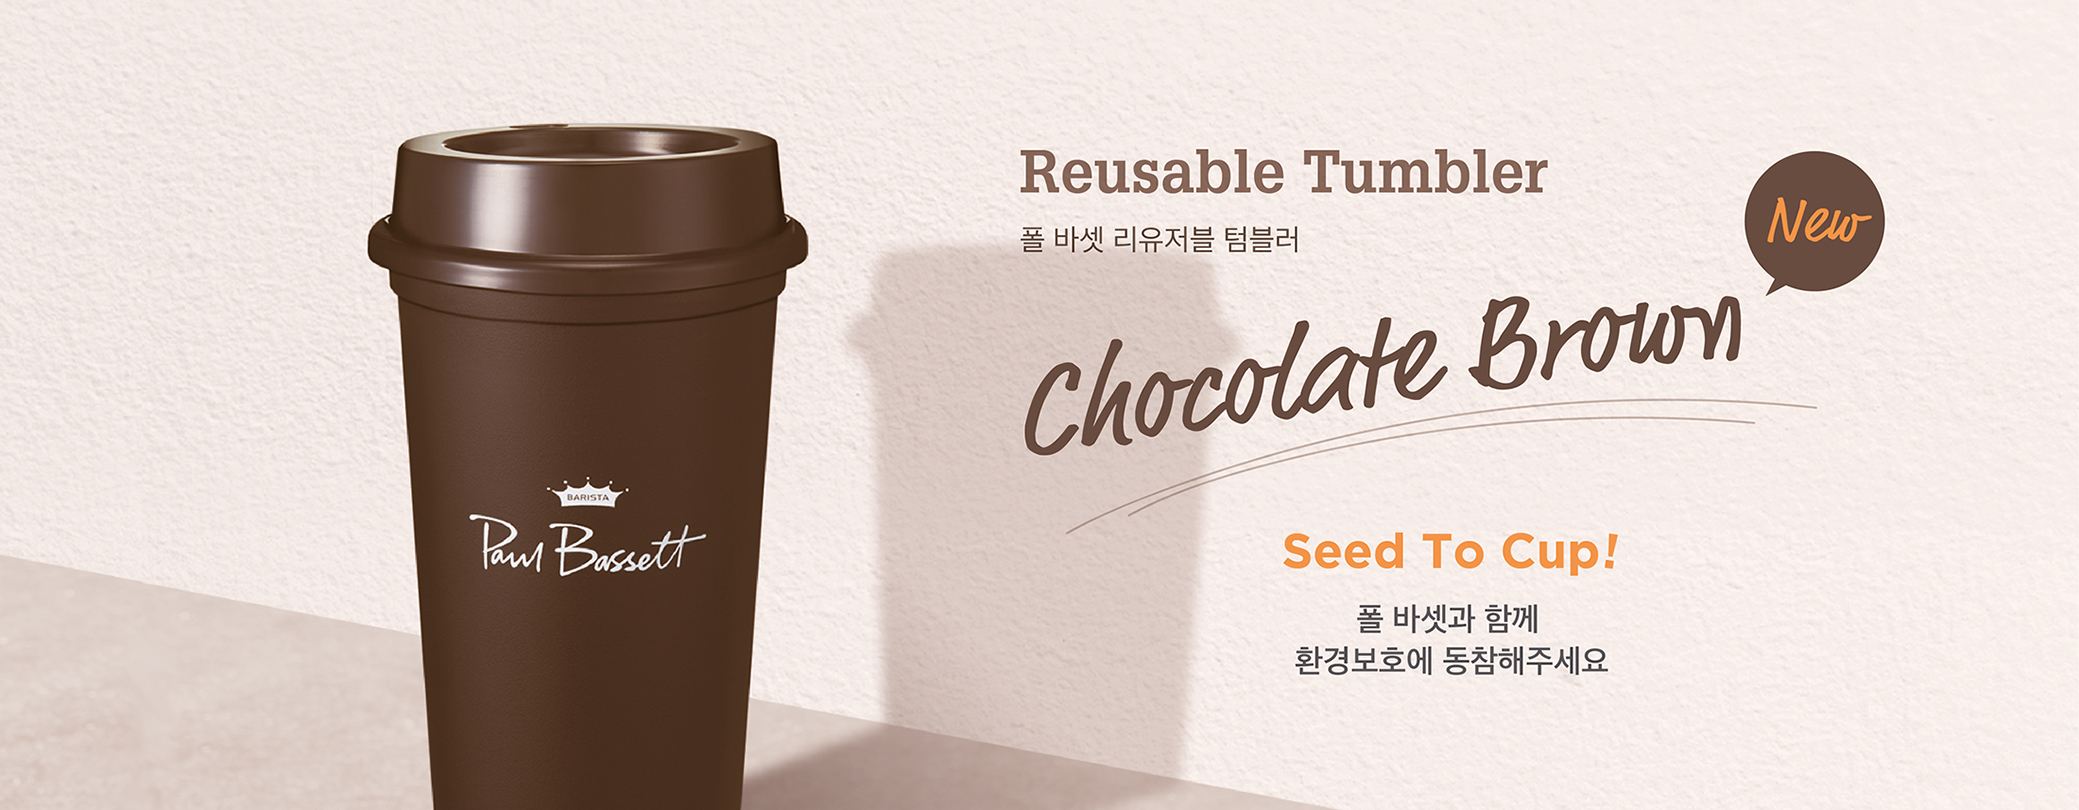 Reusable Tumbler
폴 바셋 리유저블 텀블러
New
Chocolate Brown
BARISTA
Paul Bassett
Seed To Cup!
폴 바셋과 함께
환경보호에 동참해주세요